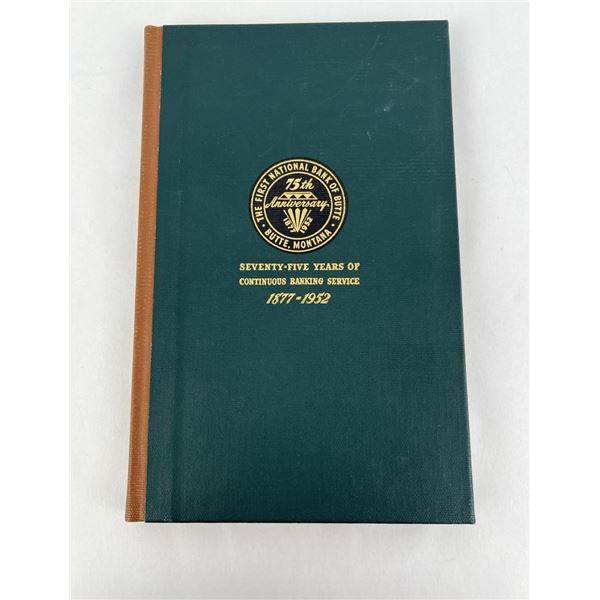 THE FIRST NATIONAL BANK OF BUTTE
75th
Anniversary
1877 1952
BUTTE, MONTANA
SEVENTY-FIVE YEARS OF
CONTINUOUS BANKING SERVICE
1877-1952